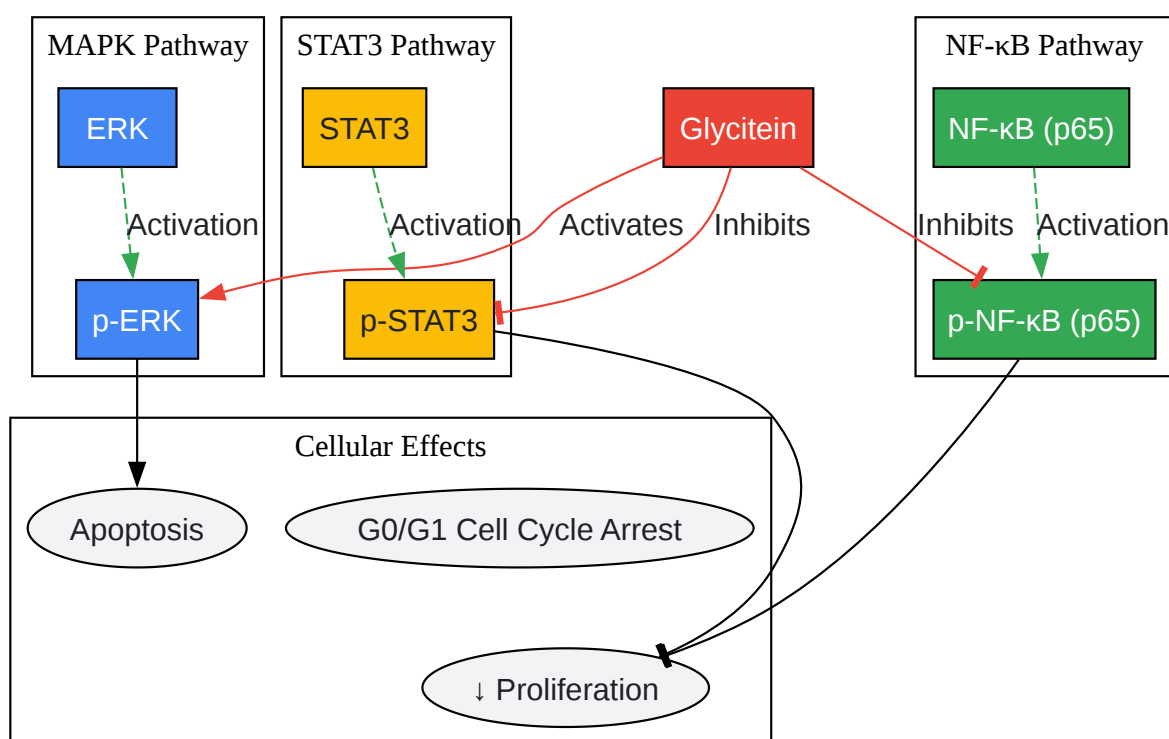 MAPK Pathway
STAT3 Pathway
NF-κB Pathway
ERK
STAT3
Glycitein
NF-κB (p65)
Activation
Activation
Activates
Inhibits
Inhibits
Activation
p-ERK
p-STAT3
p-NF-κB (p65)
Cellular Effects
Apoptosis
G0/G1 Cell Cycle Arrest
↓ Proliferation